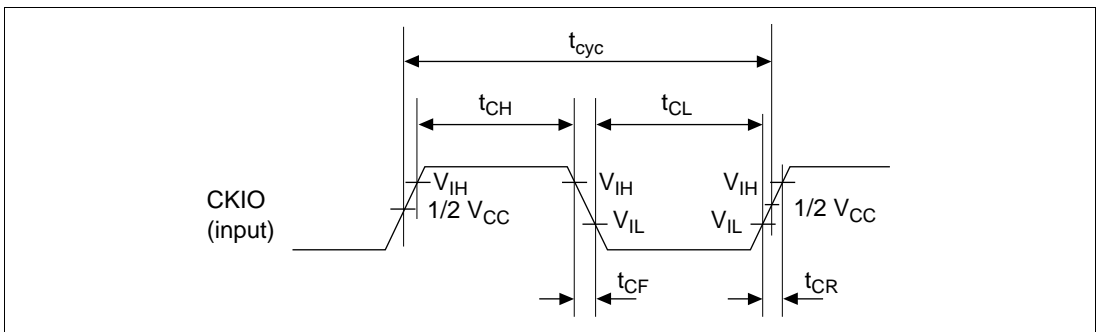 tcyc
tCH
tCL
VIH
VIH
VIH
CKIO
(input)
1/2 VCC
1/2 VCC
VIL
VIL
tCF
tCR